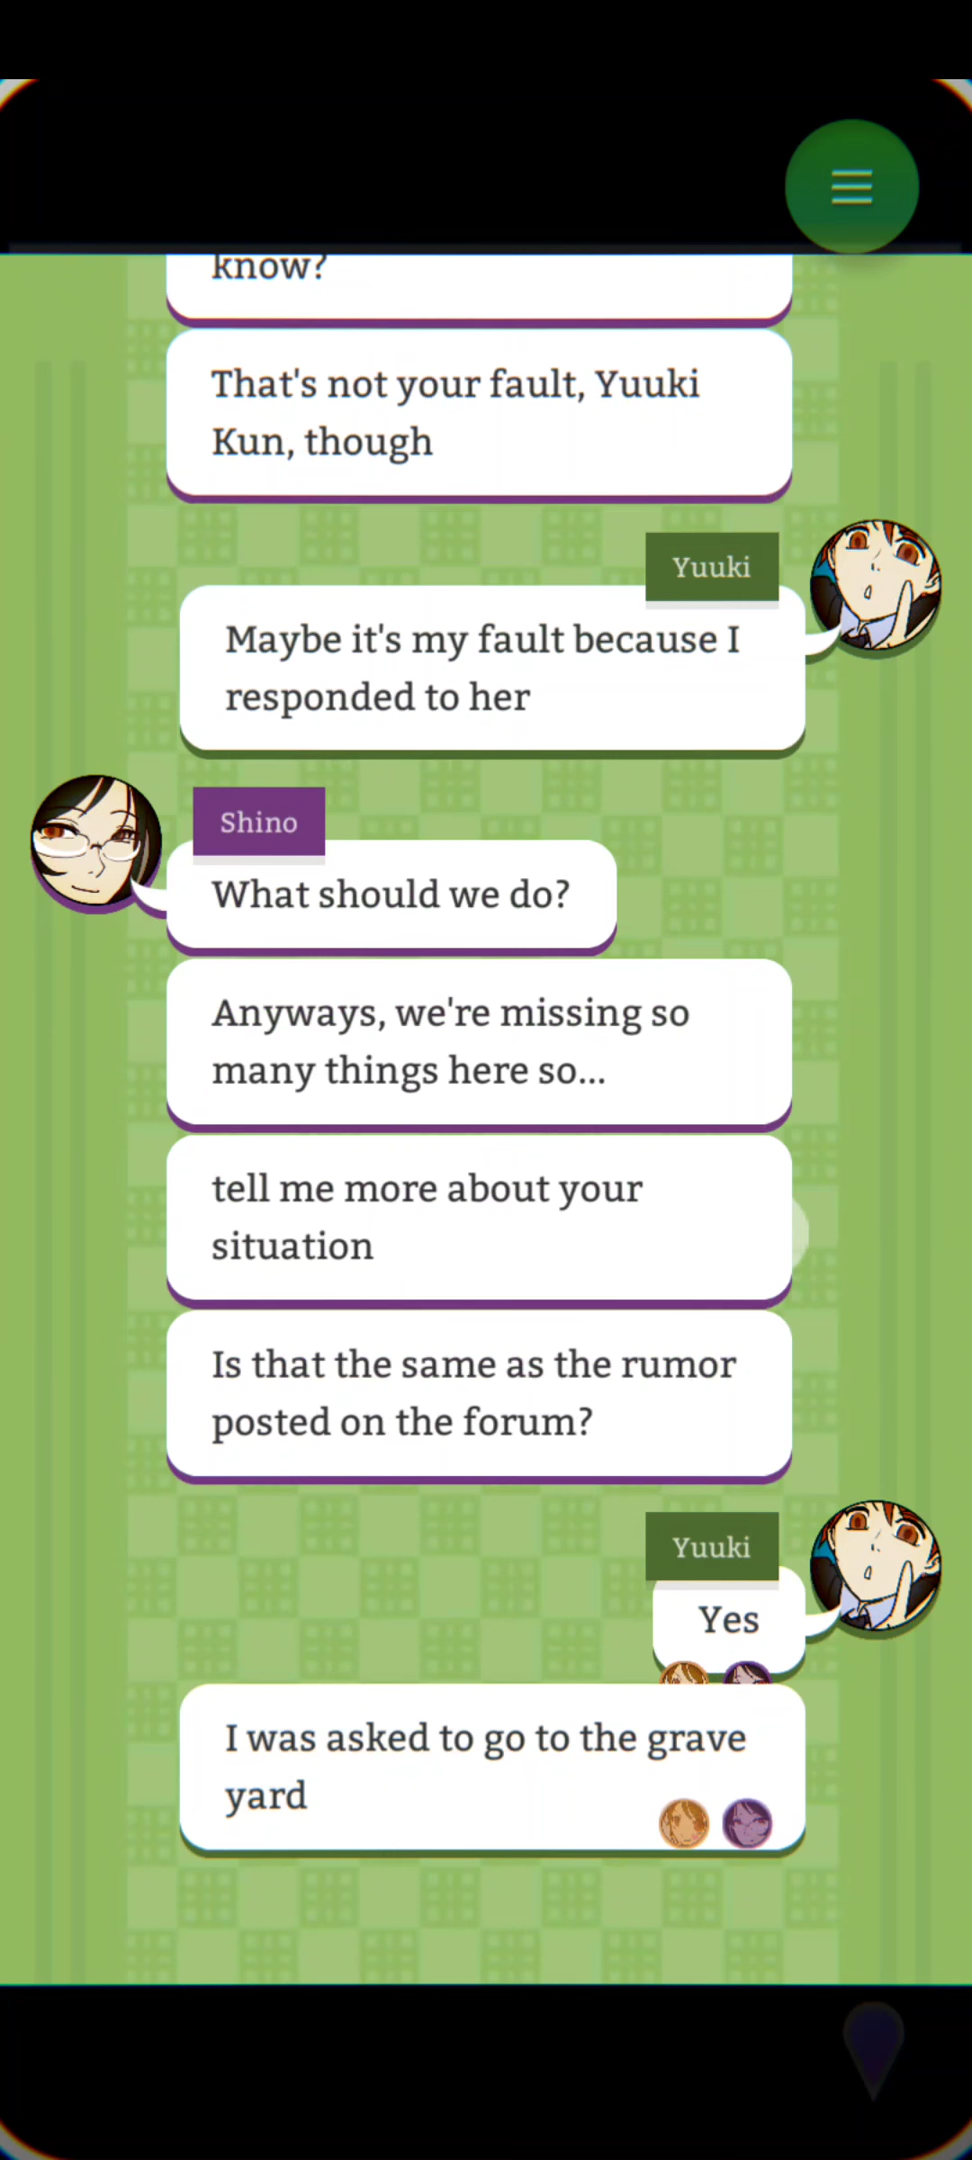 know?
That's not your fault, Yuuki
Kun, though
Yuuki
Maybe it's my fault because I
responded to her
Shino
What should we do?
Anyways, we're missing so
many things here so...
tell me more about your
situation
Is that the same as the rumor
posted on the forum?
Yuuki
Yes
I was asked to go to the grave
yard